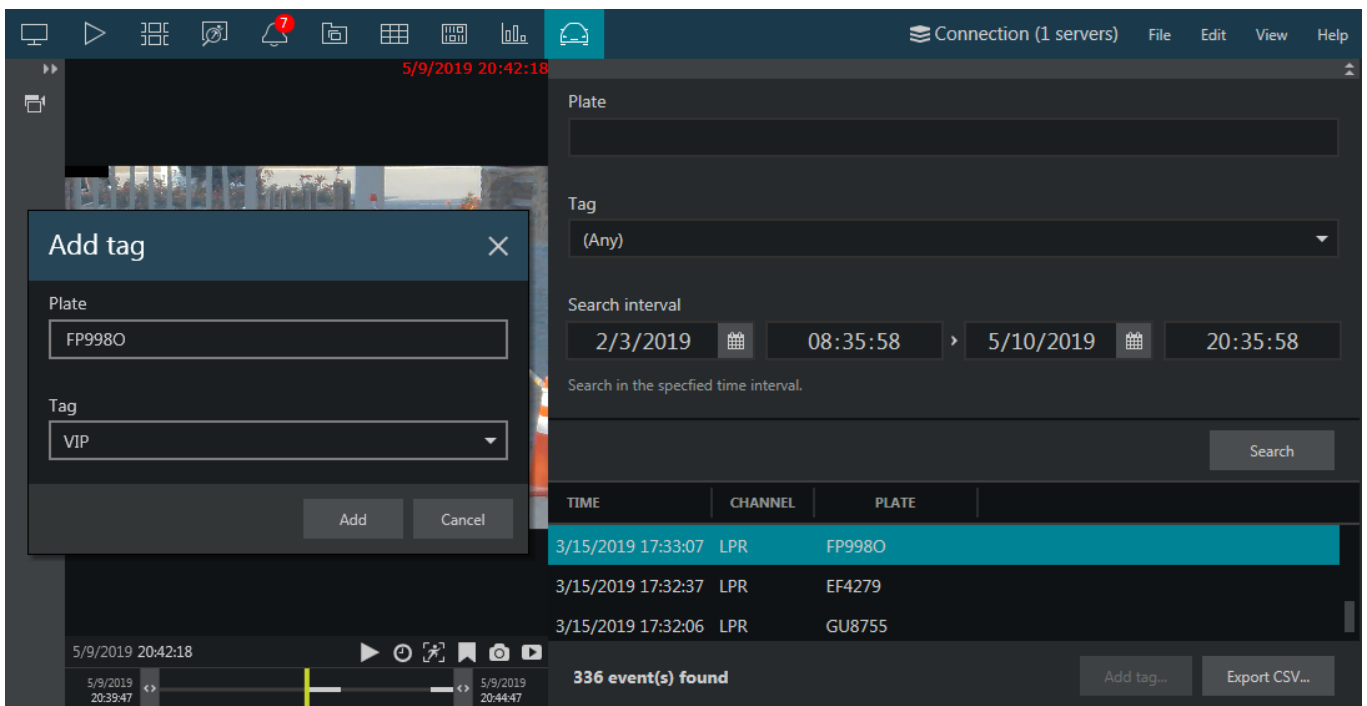 7
Connection (1 servers) File Edit View Help
5/9/2019 20:42:18
Plate
Tag
(Any)
Search interval
2/3/2019 08:35:58 › 5/10/2019 20:35:58
Search in the specfied time interval.
Search
Add tag
Plate
FP998O
Tag
VIP
Add Cancel
TIME CHANNEL PLATE
3/15/2019 17:33:07 LPR FP998O
3/15/2019 17:32:37 LPR EF4279
3/15/2019 17:32:06 LPR GU8755
5/9/2019 20:42:18
5/9/2019
20:39:47
5/9/2019
20:44:47
336 event(s) found
Add tag... Export CSV...